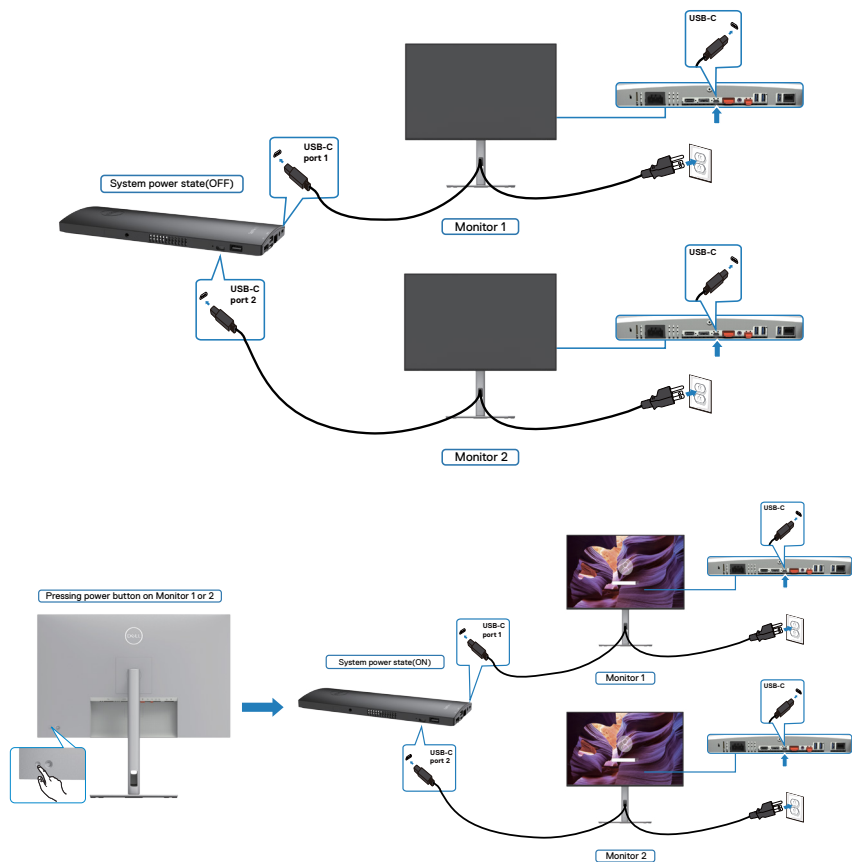 USB-C
USB-C
port 1
System power state(OFF)
Monitor 1
USB-C
USB-C
port 2
Monitor 2
USB-C
Pressing power button on Monitor 1 or 2
DELL
USB-C
port 1
System power state(ON)
Monitor 1
USB-C
USB-C
port 2
Monitor 2